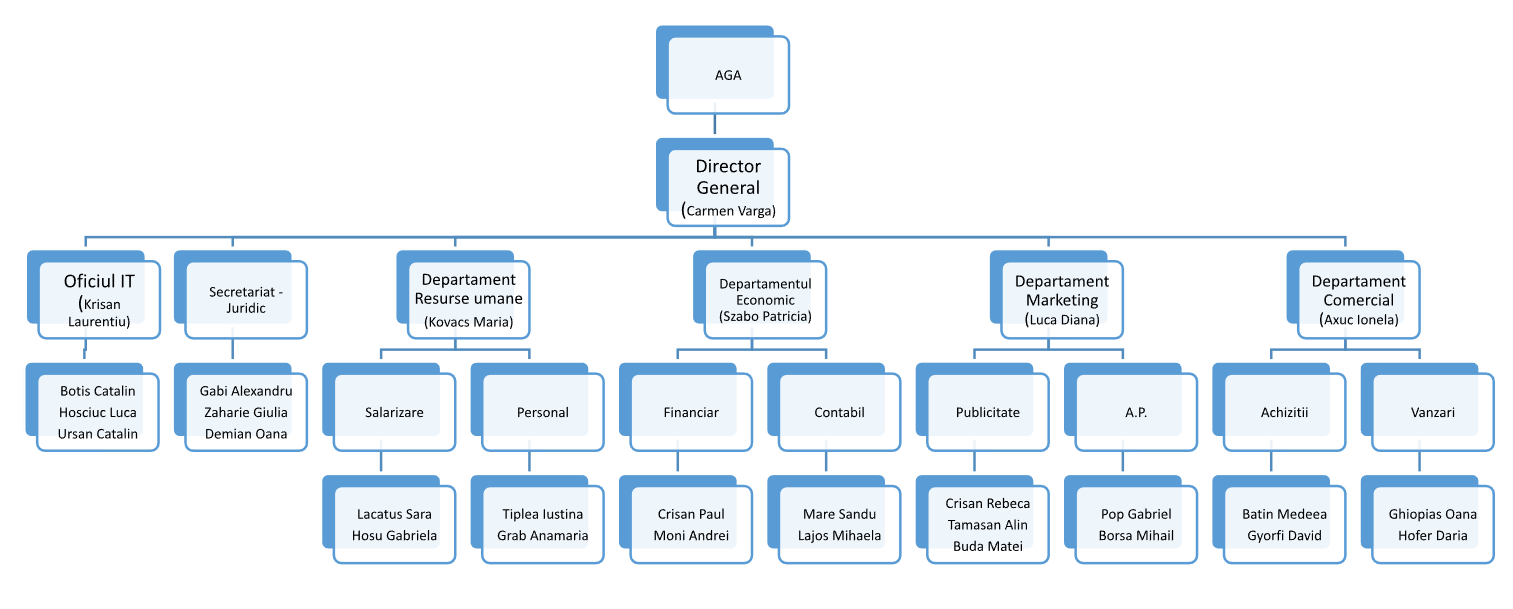 AGA
Director
General
(Carmen Varga)
Oficiul IT
(Krisan
Laurentiu)
Secretariat -
Juridic
Departament
Resurse umane
(Kovacs Maria)
Departamentul
Economic
(Szabo Patricia)
Departament
Marketing
(Luca Diana)
Departament
Comercial
(Axuc Ionela)
Botis Catalin
Hosciuc Luca
Ursan Catalin
Gabi Alexandru
Zaharie Giulia
Demian Oana
Salarizare
Personal
Financiar
Contabil
Publicitate
A.P.
Achizitii
Vanzari
Lacatus Sara
Hosu Gabriela
Tiplea Iustina
Grab Anamaria
Crisan Paul
Moni Andrei
Mare Sandu
Lajos Mihaela
Crisan Rebeca
Tamasan Alin
Buda Matei
Pop Gabriel
Borsa Mihail
Batin Medeea
Gyorfi David
Ghiopias Oana
Hofer Daria